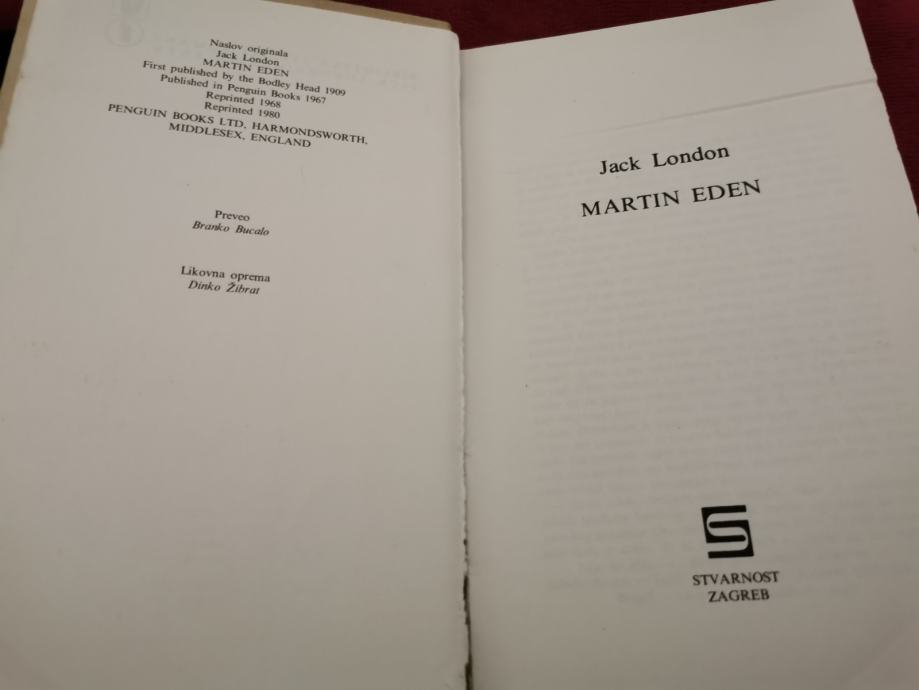 Naslov originala
Jack London
MARTIN EDEN
First published by the Bodley Head 1909
Published in Penguin Books 1967
Reprinted 1968
Reprinted 1980
PENGUIN BOOKS LTD, HARMONDSWORTH,
MIDDLESEX, ENGLAND
Preveo
Branko Bucalo
Likovna oprema
Dinko Žibrat
Jack London
MARTIN EDEN
STVARNOST
ZAGREB